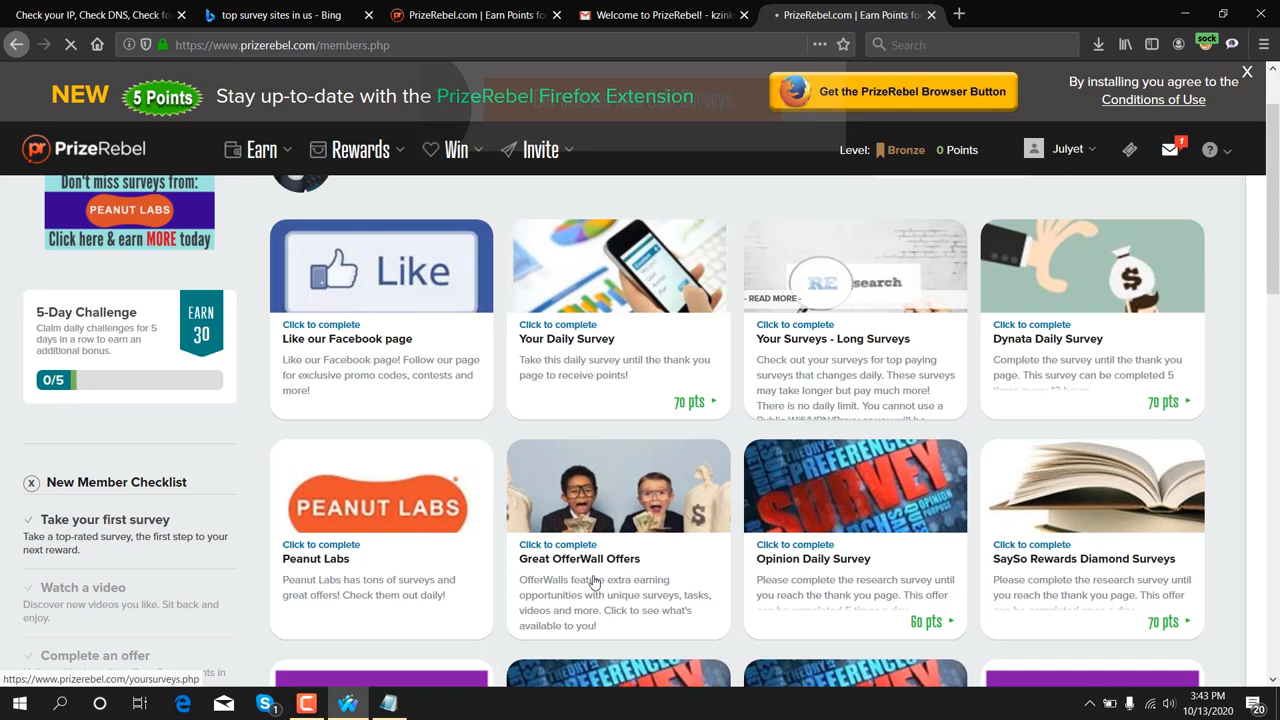 Check your IP, Check DNS, Check fo
top survey sites in us - Bing
PrizeRebel.com | Earn Points fo
Welcome to PrizeRebel! - kzink
PrizeRebel.com | Earn Points fo
https://www.prizerebel.com/members.php
Search
sock
NEW
5 Points
Stay up-to-date with the PrizeRebel Firefox Extension
Get the PrizeRebel Browser Button
By installing you agree to the
Conditions of Use
X
pr PrizeRebel
Earn
Rewards
Win
Invite
Level: Bronze 0 Points
Julyet
1
Don't miss surveys from:
PEANUT LABS
Click here & earn MORE today
5-Day Challenge
Claim daily challenges for 5
days in a row to earn an
additional bonus.
EARN
30
0/5
New Member Checklist
Take your first survey
Take a top-rated survey, the first step to your
next reward.
Watch a video
Discover new videos you like. Sit back and
enjoy.
Complete an offer
Like
Click to complete
Like our Facebook page
Like our Facebook page! Follow our page
for exclusive promo codes, contests and
more!
Click to complete
Your Daily Survey
Take this daily survey until the thank you
page to receive points!
70 pts
RE search
- READ MORE -
Click to complete
Your Surveys - Long Surveys
Check out your surveys for top paying
surveys that changes daily. These surveys
may take longer but pay much more!
There is no daily limit. You cannot use a
$
Click to complete
Dynata Daily Survey
Complete the survey until the thank you
page. This survey can be completed 5
70 pts
PEANUT LABS
Click to complete
Peanut Labs
Peanut Labs has tons of surveys and
great offers! Check them out daily!
Click to complete
Great OfferWall Offers
OfferWalls feature extra earning
opportunities with unique surveys, tasks,
videos and more. Click to see what's
available to you!
SURVEY
Click to complete
Opinion Daily Survey
Please complete the research survey until
you reach the thank you page. This offer
60 pts
Click to complete
SaySo Rewards Diamond Surveys
Please complete the research survey until
you reach the thank you page. This offer
70 pts
https://www.prizerebel.com/yoursurveys.php
3:43 PM
10/13/2020
20